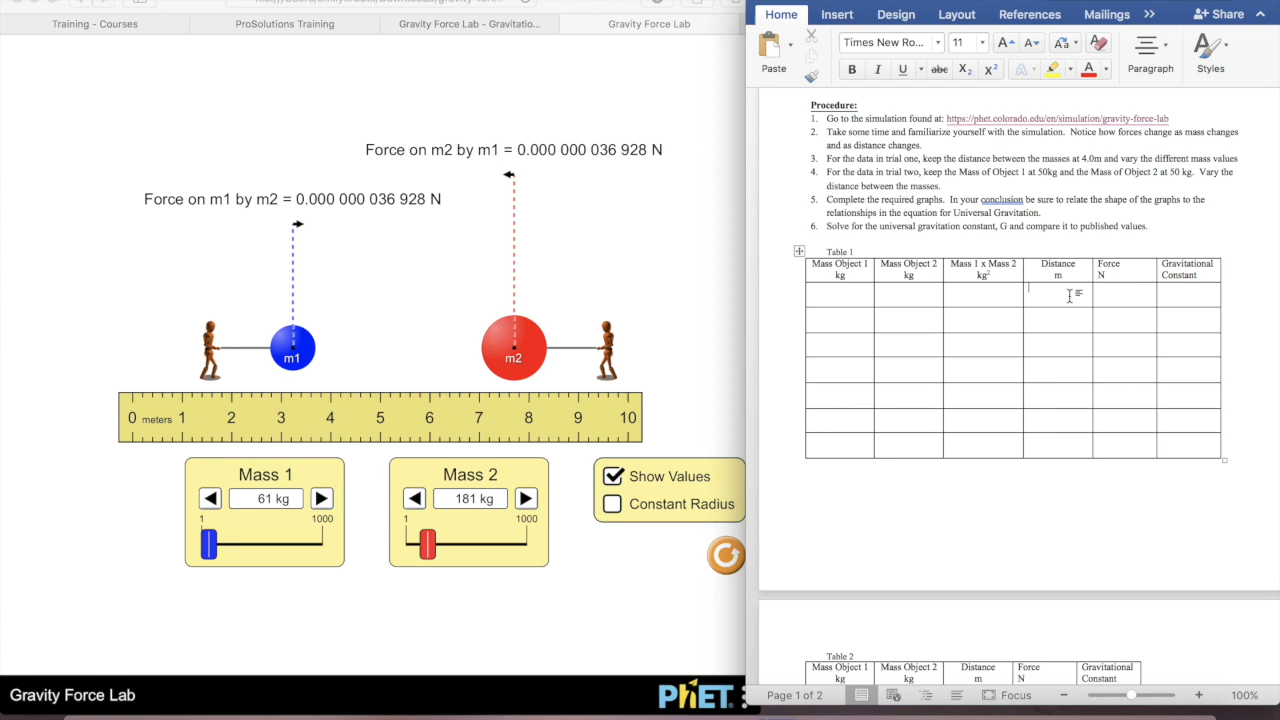 Training - Courses
ProSolutions Training
Gravity Force Lab - Gravitatio...
Gravity Force Lab
Force on m2 by m1 = 0.000 000 036 928 N
Force on m1 by m2 = 0.000 000 036 928 N
m1
m2
0 meters 1 2 3 4 5 6 7 8 9 10
Mass 1
61 kg
1 1000
Mass 2
181 kg
1 1000
Show Values
Constant Radius
Gravity Force Lab
PhET
Home Insert Design Layout References Mailings >> Share
Paste
Times New Ro... 11
Aa
B I U abc X2 X² A A
Paragraph
Styles
Procedure:
1. Go to the simulation found at: https://phet.colorado.edu/en/simulation/gravity-force-lab
2. Take some time and familiarize yourself with the simulation. Notice how forces change as mass changes
and as distance changes.
3. For the data in trial one, keep the distance between the masses at 4.0m and vary the different mass values
4. For the data in trial two, keep the Mass of Object 1 at 50kg and the Mass of Object 2 at 50 kg. Vary the
distance between the masses.
5. Complete the required graphs. In your conclusion be sure to relate the shape of the graphs to the
relationships in the equation for Universal Gravitation.
6. Solve for the universal gravitation constant, G and compare it to published values.
Table 1
Mass Object 1 Mass Object 2 Mass 1 x Mass 2 Distance Force Gravitational
kg kg kg² m N Constant
Table 2
Mass Object 1 Mass Object 2 Distance Force Gravitational
kg kg m N Constant
Page 1 of 2
Focus
100%